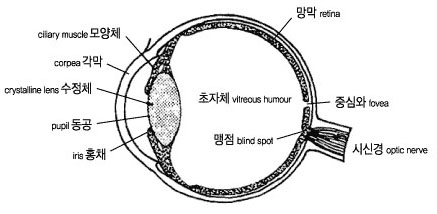 ciliary muscle 모양체
corpea 각막
crystalline lens 수정체
pupil 동공
iris 홍채
초자체 vitreous humour
맹점 blind spot
망막 retina
중심와 fovea
시신경 optic nerve